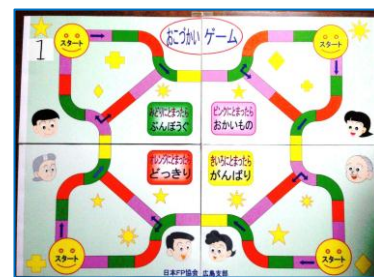 1
おこづかい ゲーム
スタート
スタート
みどりにとまったら
ぶんぼうぐ
ピンクにとまったら
おかいもの
オレンジにとまったら
どっきり
きいろにとまったら
がんばり
スタート
スタート
日本FP協会 広島支部